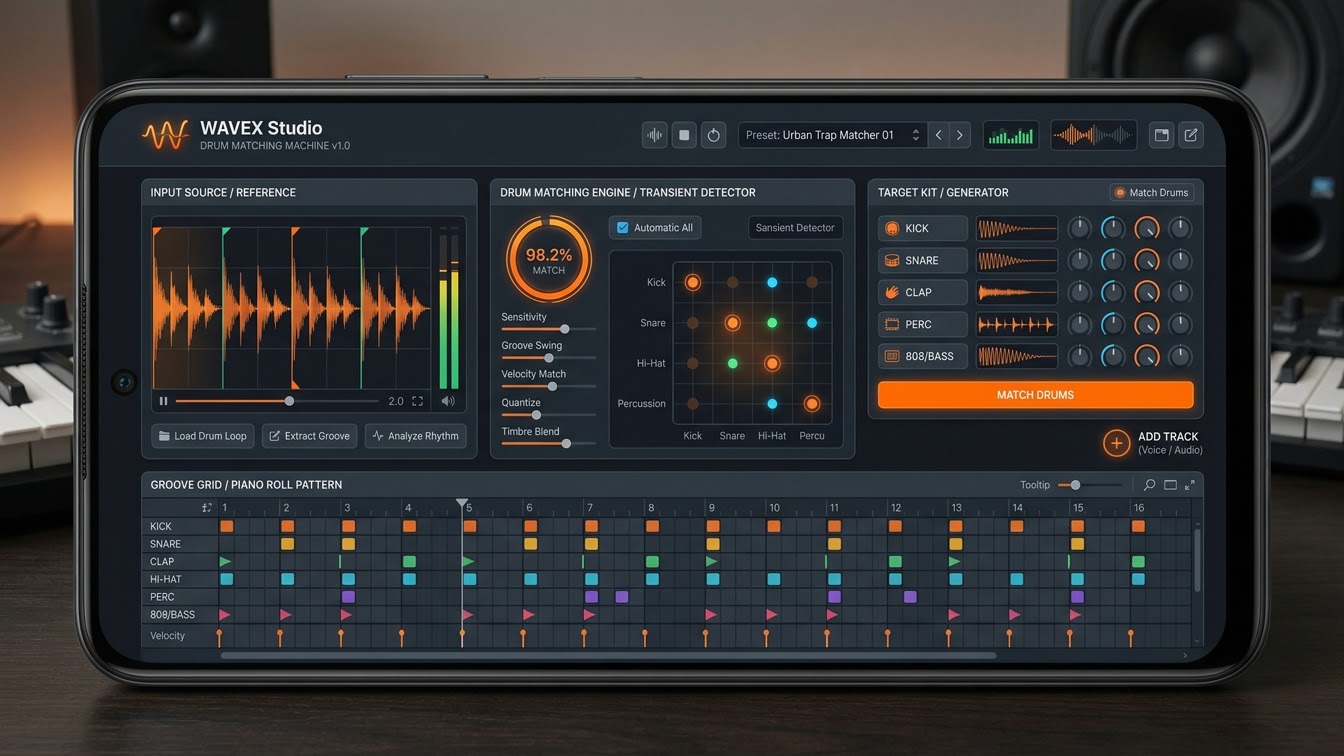 WAVEX Studio
DRUM MATCHING MACHINE v1.0
Preset: Urban Trap Matcher 01
INPUT SOURCE / REFERENCE
2.0
Load Drum Loop
Extract Groove
Analyze Rhythm
DRUM MATCHING ENGINE / TRANSIENT DETECTOR
98.2%
MATCH
Automatic All
Sansient Detector
Sensitivity
Groove Swing
Velocity Match
Quantize
Timbre Blend
Kick
Snare
Hi-Hat
Percussion
Kick Snare Hi-Hat Percu
TARGET KIT / GENERATOR
Match Drums
KICK
SNARE
CLAP
PERC
808/BASS
MATCH DRUMS
ADD TRACK
(Voice / Audio)
GROOVE GRID / PIANO ROLL PATTERN
Tooltip
1 2 3 4 5 6 7 8 9 10 11 12 13 14 15 16
KICK
SNARE
CLAP
HI-HAT
PERC
808/BASS
Velocity